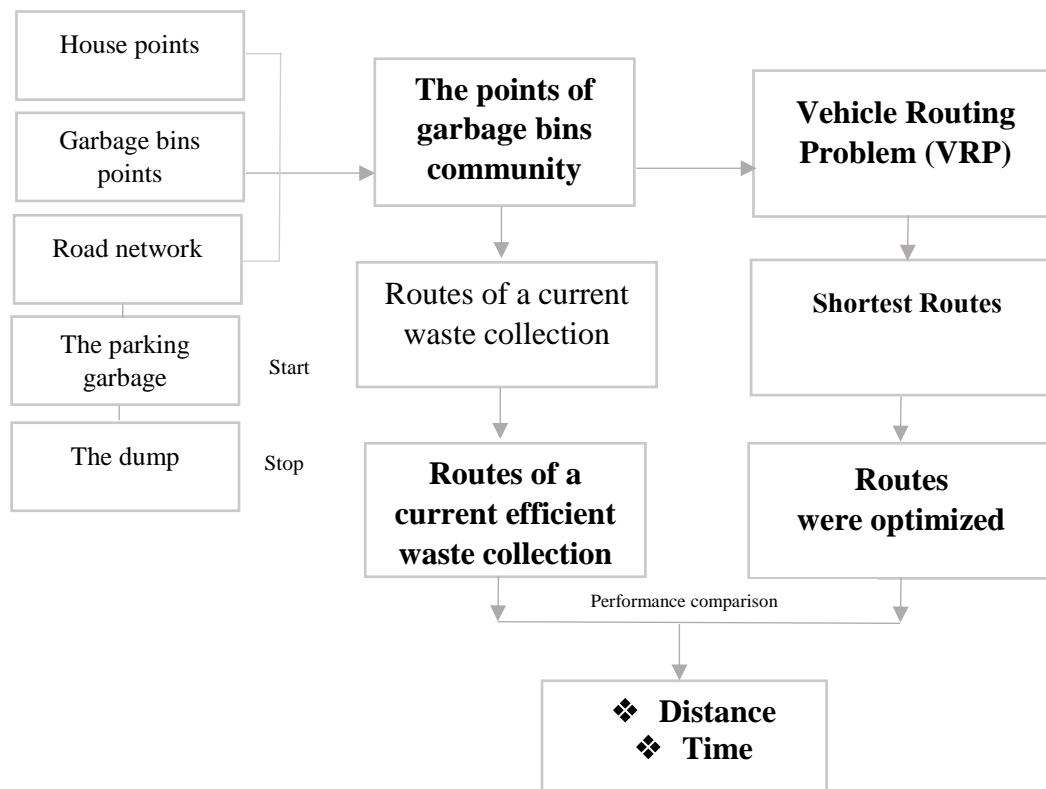 House points
Garbage bins
points
Road network
The parking
garbage
Start
The dump
Stop
The points of
garbage bins
community
Routes of a current
waste collection
Routes of a
current efficient
waste collection
Vehicle Routing
Problem (VRP)
Shortest Routes
Routes
were optimized
Performance comparison
❖ Distance
❖ Time